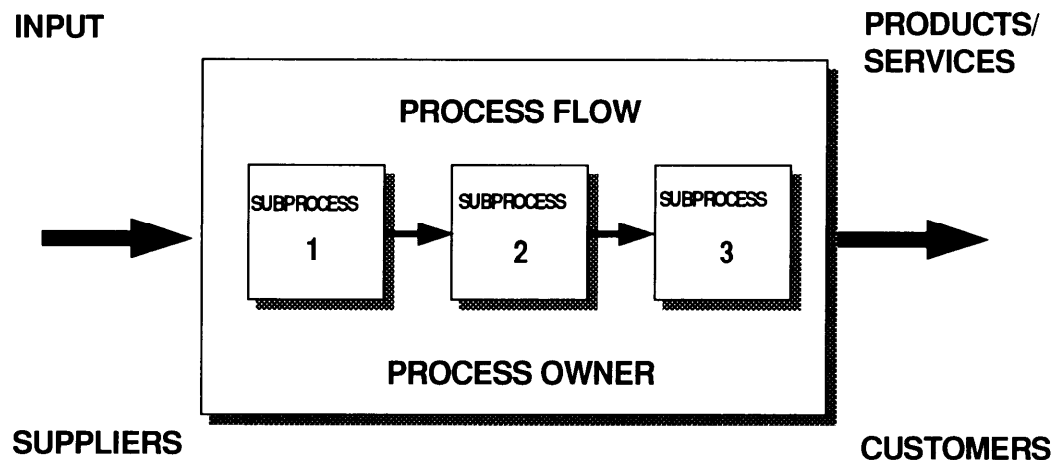 INPUT
PRODUCTS/
SERVICES
PROCESS FLOW
SUBPROCESS
1
SUBPROCESS
2
SUBPROCESS
3
PROCESS OWNER
SUPPLIERS
CUSTOMERS